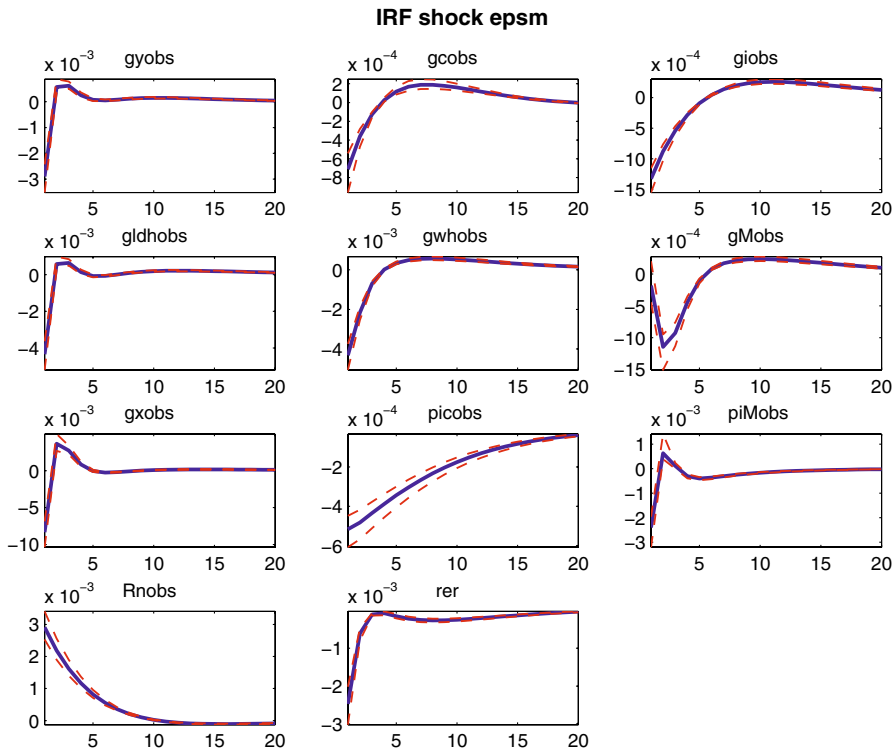 IRF shock epsm
x 10⁻³ gyobs
0
−1
−2
−3
5 10 15 20
x 10⁻⁴ gcobs
2
0
−2
−4
−6
−8
5 10 15 20
x 10⁻⁴ giobs
0
−5
−10
−15
5 10 15 20
x 10⁻³ gldhobs
0
−2
−4
5 10 15 20
x 10⁻³ gwhobs
0
−2
−4
5 10 15 20
x 10⁻⁴ gMobs
0
−5
−10
−15
5 10 15 20
x 10⁻³ gxobs
0
−5
−10
5 10 15 20
x 10⁻⁴ picobs
−2
−4
−6
5 10 15 20
x 10⁻³ piMobs
1
0
−1
−2
−3
5 10 15 20
x 10⁻³ Rnobs
3
2
1
0
5 10 15 20
x 10⁻³ rer
−1
−2
−3
5 10 15 20